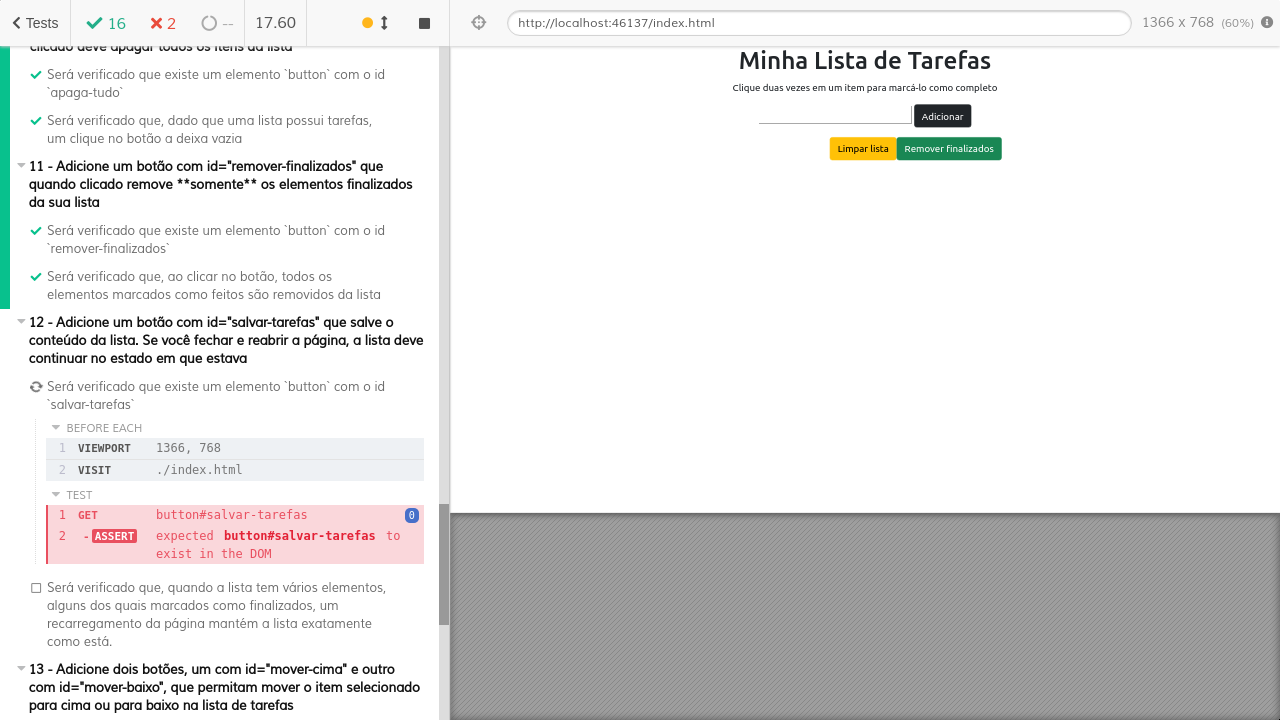 Tests
16
2
--
17.60
http://localhost:46137/index.html
1366 x 768 (60%)
clicado deve apagar todos os itens da lista
Será verificado que existe um elemento `button` com o id
`apaga-tudo`
Será verificado que, dado que uma lista possui tarefas,
um clique no botão a deixa vazia
11 - Adicione um botão com id="remover-finalizados" que
quando clicado remove **somente** os elementos finalizados
da sua lista
Será verificado que existe um elemento `button` com o id
`remover-finalizados`
Será verificado que, ao clicar no botão, todos os
elementos marcados como feitos são removidos da lista
12 - Adicione um botão com id="salvar-tarefas" que salve o
conteúdo da lista. Se você fechar e reabrir a página, a lista deve
continuar no estado em que estava
Será verificado que existe um elemento `button` com o id
`salvar-tarefas`
BEFORE EACH
1 VIEWPORT 1366, 768
2 VISIT ./index.html
TEST
1 GET button#salvar-tarefas 0
2 -ASSERT expected button#salvar-tarefas to
exist in the DOM
Será verificado que, quando a lista tem vários elementos,
alguns dos quais marcados como finalizados, um
recarregamento da página mantém a lista exatamente
como está.
13 - Adicione dois botões, um com id="mover-cima" e outro
com id="mover-baixo", que permitam mover o item selecionado
para cima ou para baixo na lista de tarefas
Minha Lista de Tarefas
Clique duas vezes em um item para marcá-lo como completo
Adicionar
Limpar lista Remover finalizados